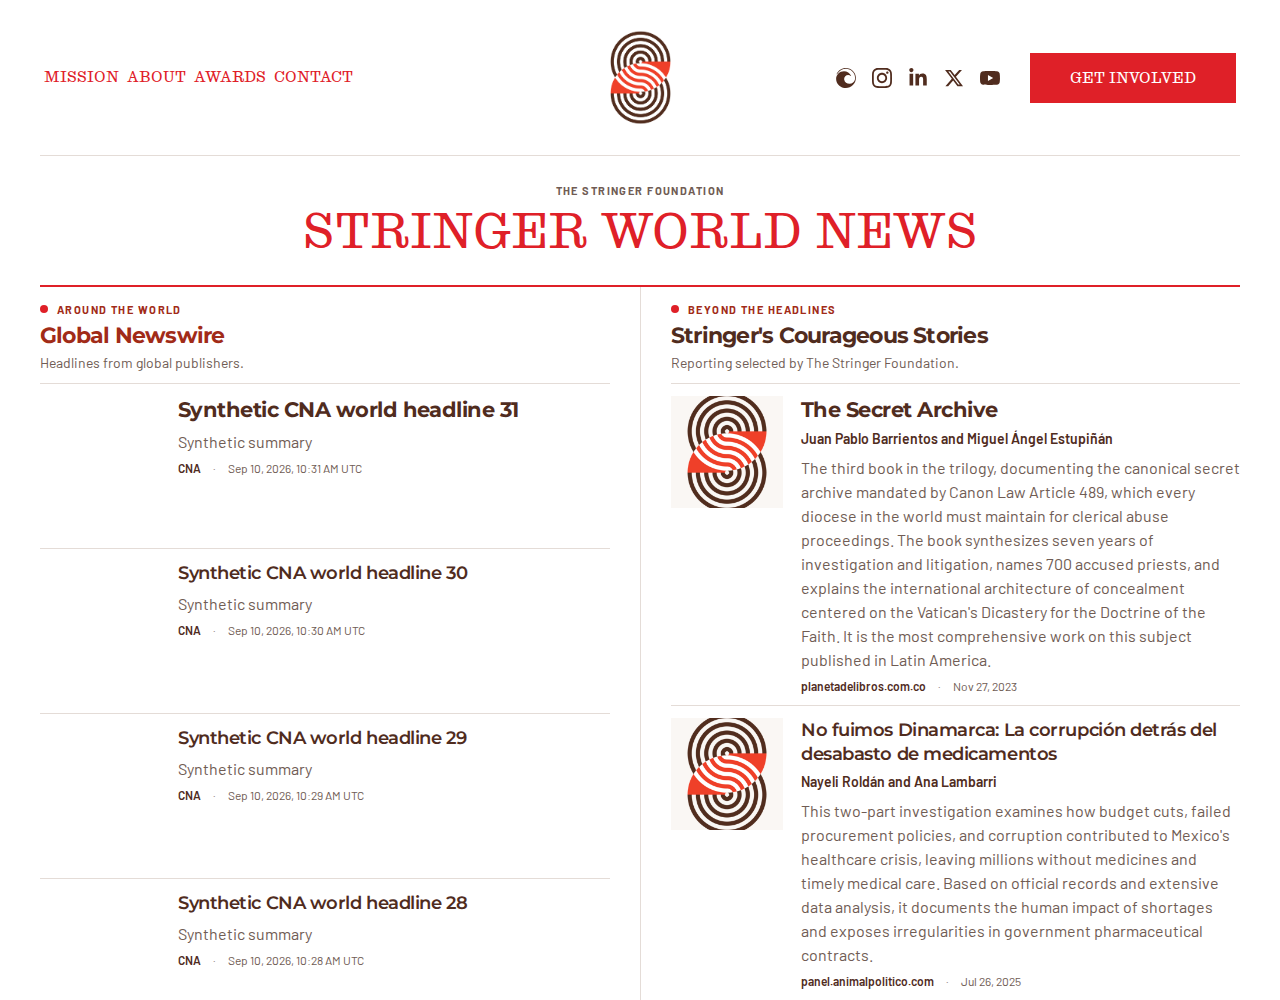 MISSION ABOUT AWARDS CONTACT
GET INVOLVED
THE STRINGER FOUNDATION
STRINGER WORLD NEWS
AROUND THE WORLD
Global Newswire
Headlines from global publishers.
Synthetic CNA world headline 31
Synthetic summary
CNA · Sep 10, 2026, 10:31 AM UTC
Synthetic CNA world headline 30
Synthetic summary
CNA · Sep 10, 2026, 10:30 AM UTC
Synthetic CNA world headline 29
Synthetic summary
CNA · Sep 10, 2026, 10:29 AM UTC
Synthetic CNA world headline 28
Synthetic summary
CNA · Sep 10, 2026, 10:28 AM UTC
BEYOND THE HEADLINES
Stringer's Courageous Stories
Reporting selected by The Stringer Foundation.
The Secret Archive
Juan Pablo Barrientos and Miguel Ángel Estupiñán
The third book in the trilogy, documenting the canonical secret
archive mandated by Canon Law Article 489, which every
diocese in the world must maintain for clerical abuse
proceedings. The book synthesizes seven years of
investigation and litigation, names 700 accused priests, and
explains the international architecture of concealment
centered on the Vatican's Dicastery for the Doctrine of the
Faith. It is the most comprehensive work on this subject
published in Latin America.
planetadelibros.com.co · Nov 27, 2023
No fuimos Dinamarca: La corrupción detrás del
desabasto de medicamentos
Nayeli Roldán and Ana Lambarri
This two-part investigation examines how budget cuts, failed
procurement policies, and corruption contributed to Mexico's
healthcare crisis, leaving millions without medicines and
timely medical care. Based on official records and extensive
data analysis, it documents the human impact of shortages
and exposes irregularities in government pharmaceutical
contracts.
panel.animalpolitico.com · Jul 26, 2025